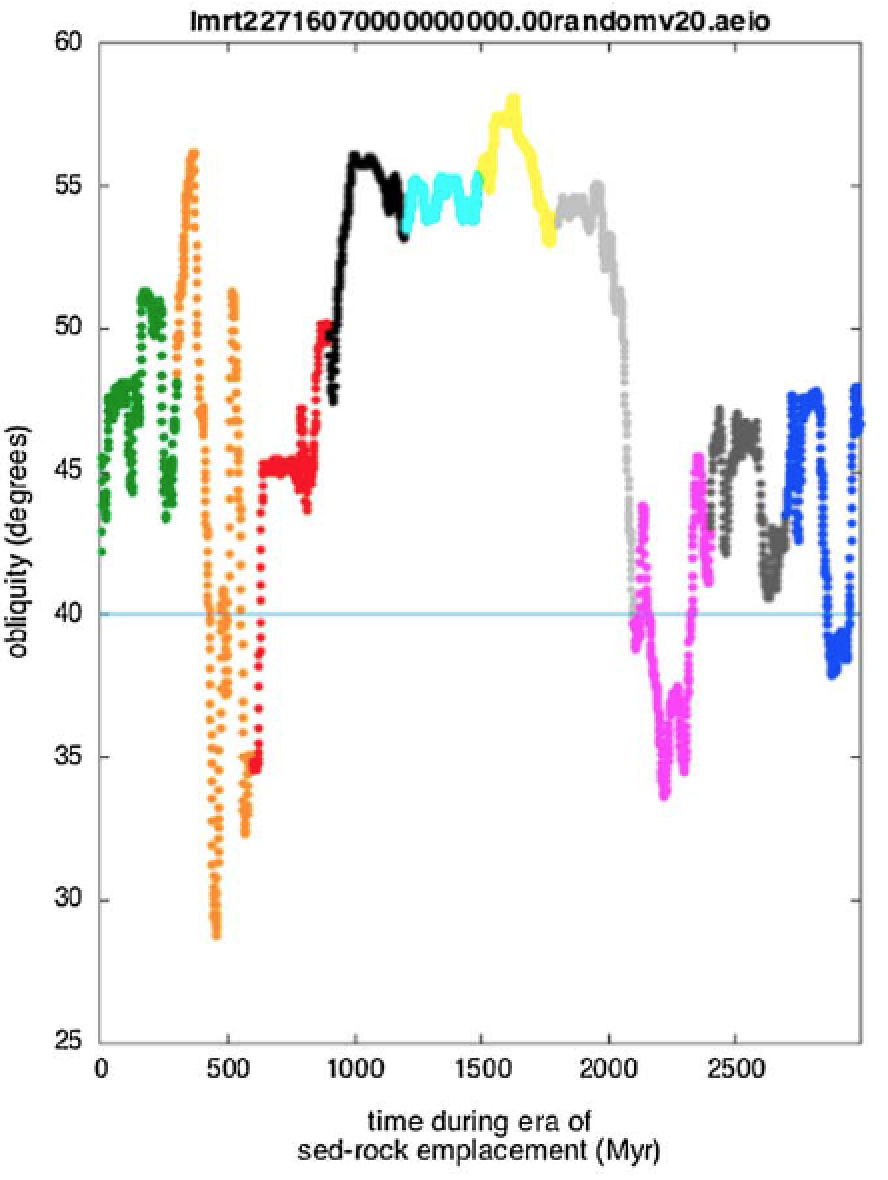 lmrt22716070000000000.00randomv20.aeio
60
55
50
45
40
35
30
25
obliquity (degrees)
0 500 1000 1500 2000 2500
time during era of
sed-rock emplacement (Myr)